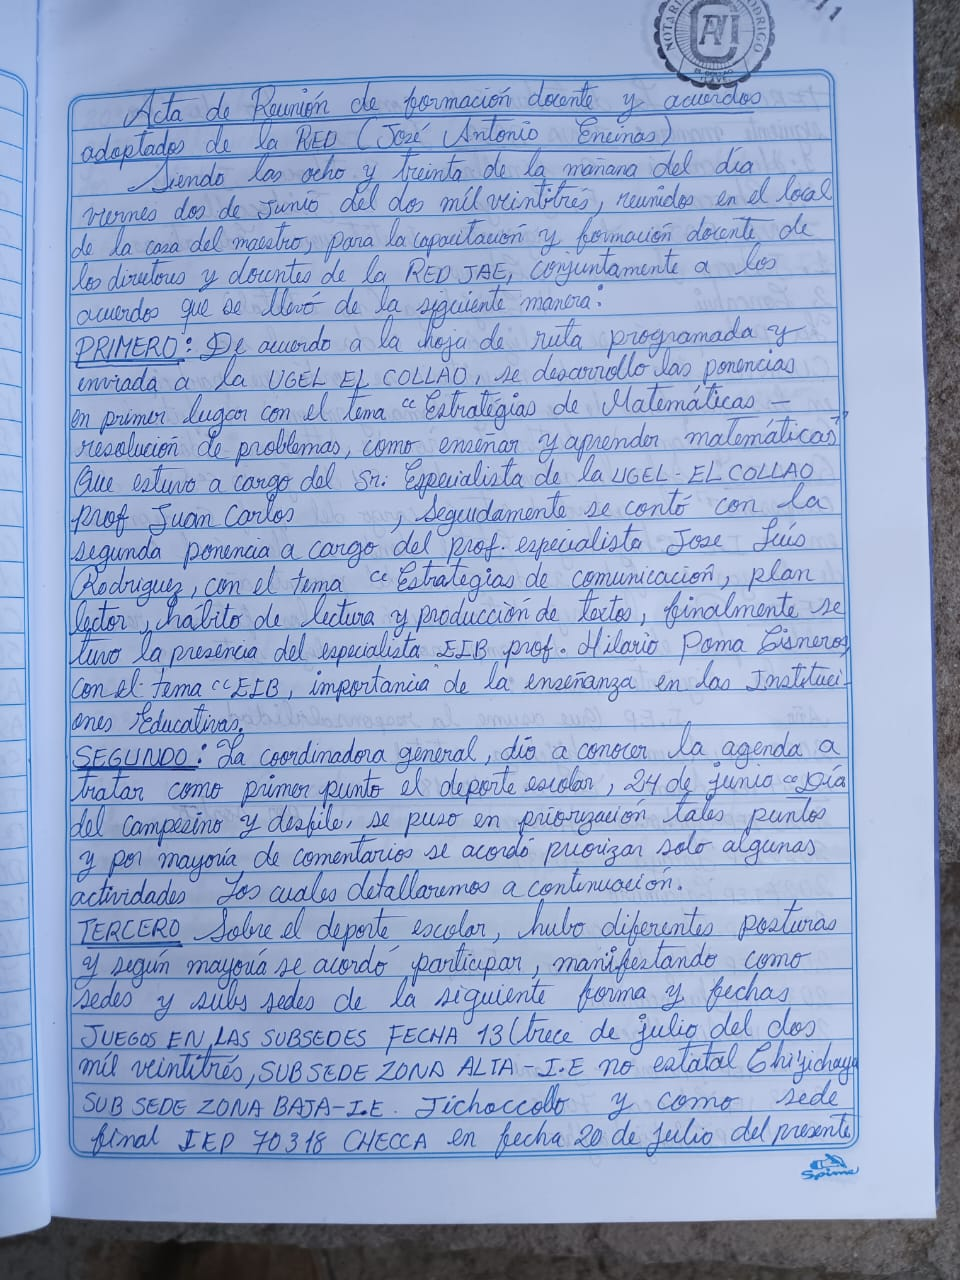 NOTARI
ODRIGO
11
Acta de Reunión de formación docente y acuerdos
adoptados de la RED (José Antonio Encinas)
Siendo las ocho y treinta de la mañana del día
viernes dos de junio del dos mil veintitrés, reunidos en el local
de la casa del maestro, para la capacitación y formación docente de
los diretores y docentes de la RED JAE, conjuntamente a los
acuerdos que se llevó de la siguiente manera:
PRIMERO: De acuerdo a la hoja de ruta programada y
enviada a la UGEL EL COLLAO, se desarrollo las ponencias
en primer lugar con el tema "Estratégias de Matemáticas -
resolución de problemas, como enseñar y aprender matemáticas"
Que estuvo a cargo del Sr. Especialista de la UGEL - EL COLLAO
prof Juan Carlos , Seguidamente se contó con la
segunda ponencia a cargo del prof. especialista Jose Luís
Rodriguez, con el tema "Estrategias de comunicación, plan
lector, hábito de lectura y producción de textos, finalmente se
tuvo la presencia del especialista EIB prof. Hilario Poma Cisneros
con el tema "EIB, importancia de la enseñanza en las Instituci-
ones Educativas.
SEGUNDO: La coordinadora general, dio a conocer la agenda a
tratar como primer punto el deporte escolar, 24 de junio "Día
del campesino y desfile, se puso en priorización tales puntos
y por mayoria de comentarios se acordó priorizar solo algunas
actividades Los cuales detallaremos a continuación.
TERCERO Sobre el deporte escolar, hubo diferentes posturas
y según mayoría se acordó participar, manifestando como
sedes y subs sedes de la siguiente forma y fechas
JUEGOS EN LAS SUBSEDES FECHA 13 (trece de julio del dos
mil veintitrés, SUB SEDE ZONA ALTA - I.E no estatal Chijichaya
SUB SEDE ZONA BAJA - I.E. Jichoccollo y como sede
final IEP 70318 CHECCA en fecha 20 de julio del presente
Spime